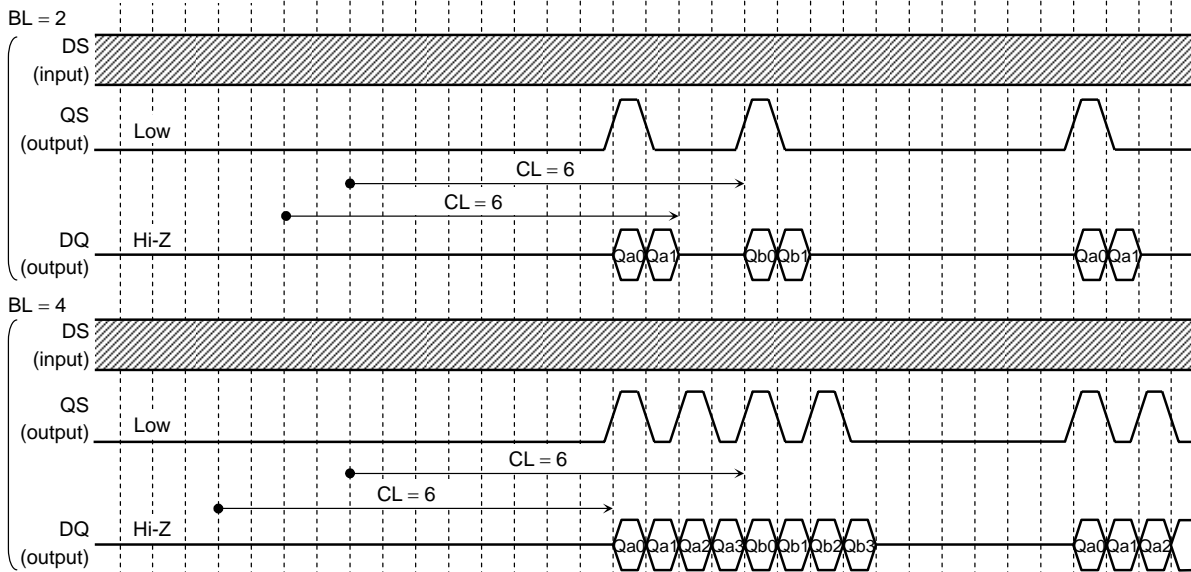 BL = 2
DS
(input)
QS
(output) Low
CL = 6
CL = 6
DQ Hi-Z
(output) Qa0 Qa1 Qb0 Qb1 Qa0 Qa1
BL = 4
DS
(input)
QS
(output) Low
CL = 6
CL = 6
DQ Hi-Z
(output) Qa0 Qa1 Qa2 Qa3 Qb0 Qb1 Qb2 Qb3 Qa0 Qa1 Qa2